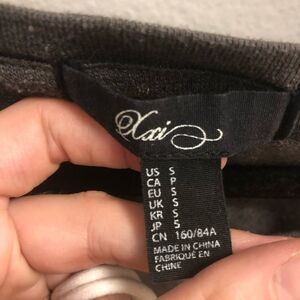 Xxi
US S
CA P
EU S
UK S
KR S
JP S
CN 160/84A
MADE IN CHINA
FABRIQUÉ EN
CHINE